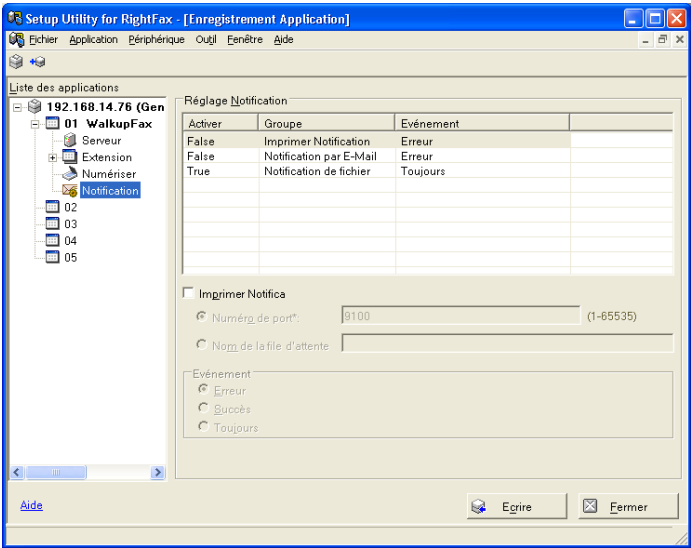 Setup Utility for RightFax - [Enregistrement Application]
Fichier Application Périphérique Outil Fenêtre Aide
Liste des applications
192.168.14.76 (Gen
01 WalkupFax
Serveur
Extension
Numériser
Notification
02
03
04
05
Réglage Notification
Activer Groupe Evénement
False Imprimer Notification Erreur
False Notification par E-Mail Erreur
True Notification de fichier Toujours
Imprimer Notifica
Numéro de port*: 9100 (1-65535)
Nom de la file d'attente
Evénement
Erreur
Succès
Toujours
Aide
Ecrire Fermer